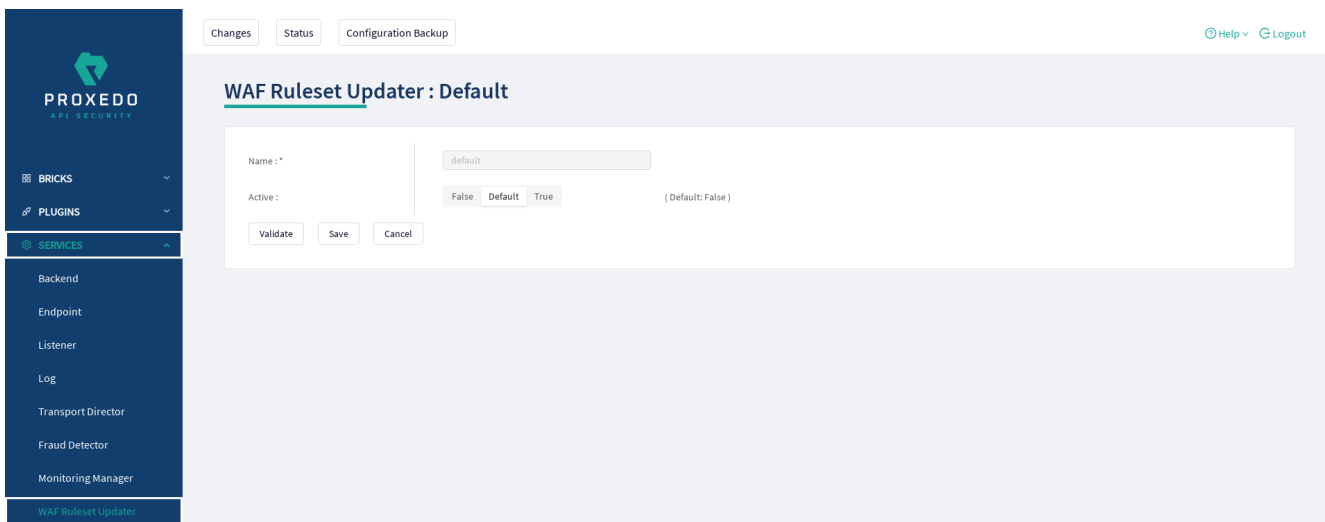 Changes Status Configuration Backup Help Logout
PROXEDO
API SECURITY
WAF Ruleset Updater : Default
Name : * default
Active : False Default True ( Default: False )
Validate Save Cancel
BRICKS
PLUGINS
SERVICES
Backend
Endpoint
Listener
Log
Transport Director
Fraud Detector
Monitoring Manager
WAF Ruleset Updater